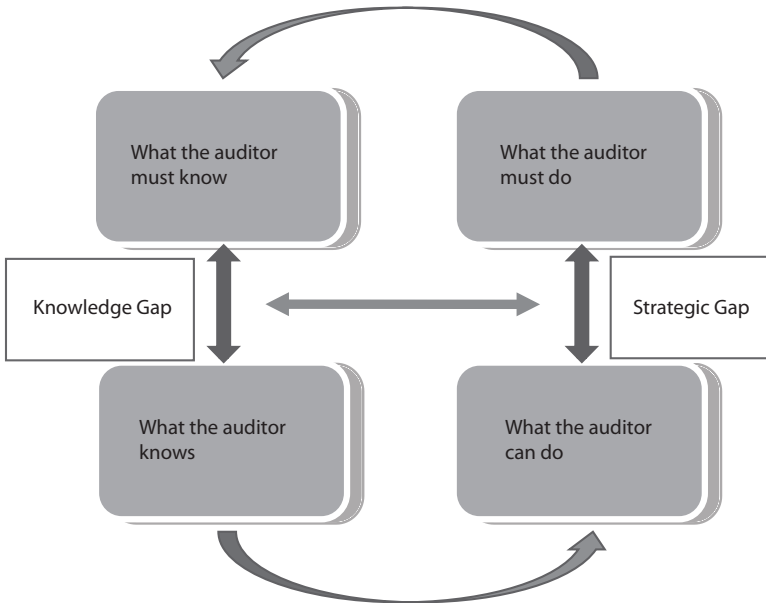 What the auditor
must know
What the auditor
must do
Knowledge Gap
Strategic Gap
What the auditor
knows
What the auditor
can do